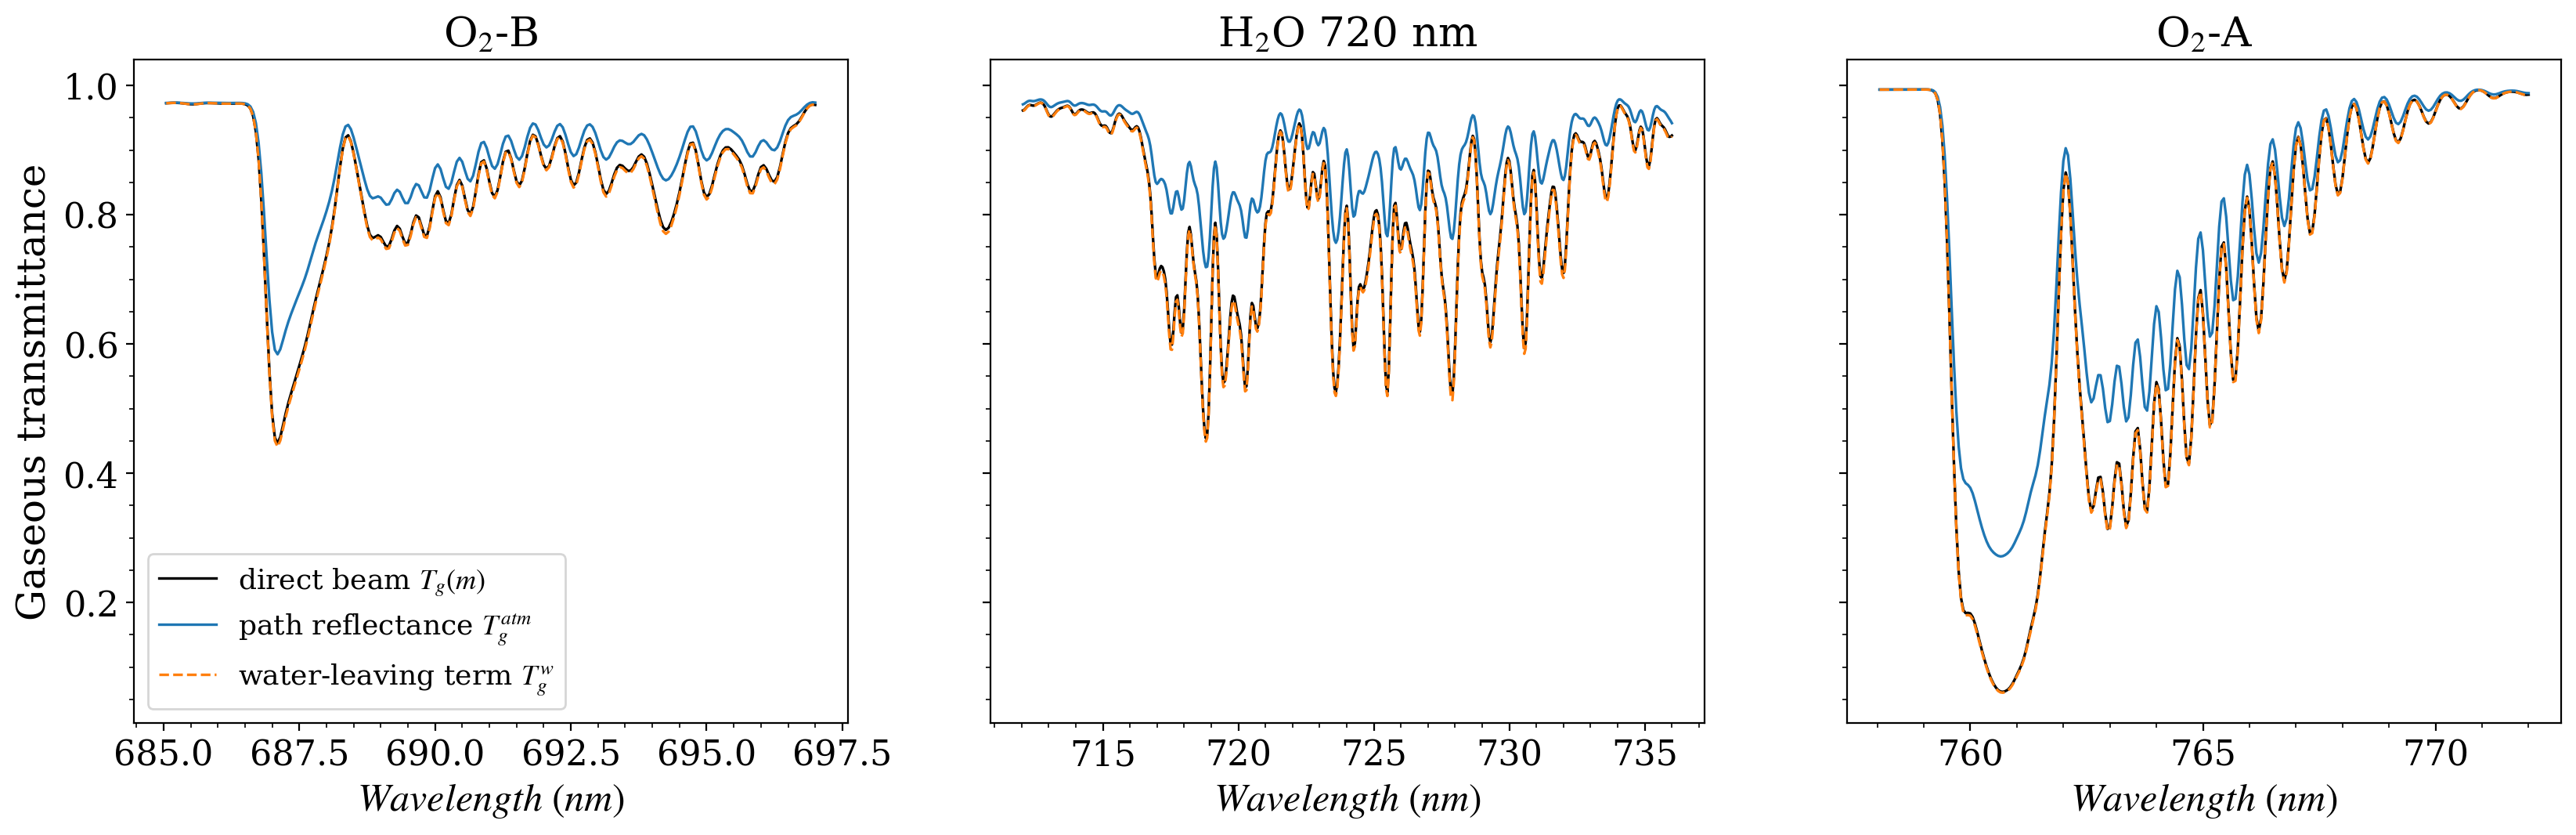 O₂-B
H₂O 720 nm
O₂-A
Gaseous transmittance
1.0
0.8
0.6
0.4
0.2
direct beam T_g(m)
path reflectance T_g^{atm}
water-leaving term T_g^w
685.0 687.5 690.0 692.5 695.0 697.5
715 720 725 730 735
760 765 770
Wavelength (nm)
Wavelength (nm)
Wavelength (nm)